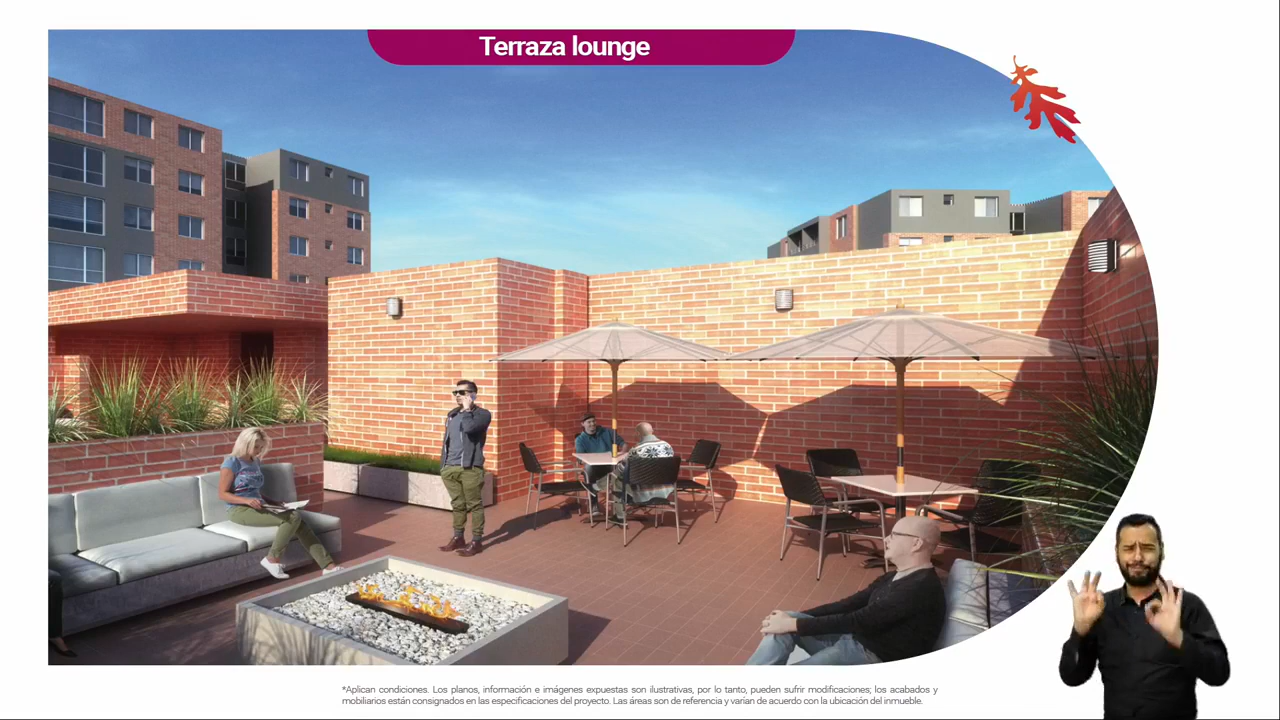 Terraza lounge
*Aplican condiciones. Los planos, información e imágenes expuestas son ilustrativas, por lo tanto, pueden sufrir modificaciones; los acabados y
mobiliarios están consignados en las especificaciones del proyecto. Las áreas son de referencia y varían de acuerdo con la ubicación del inmueble.